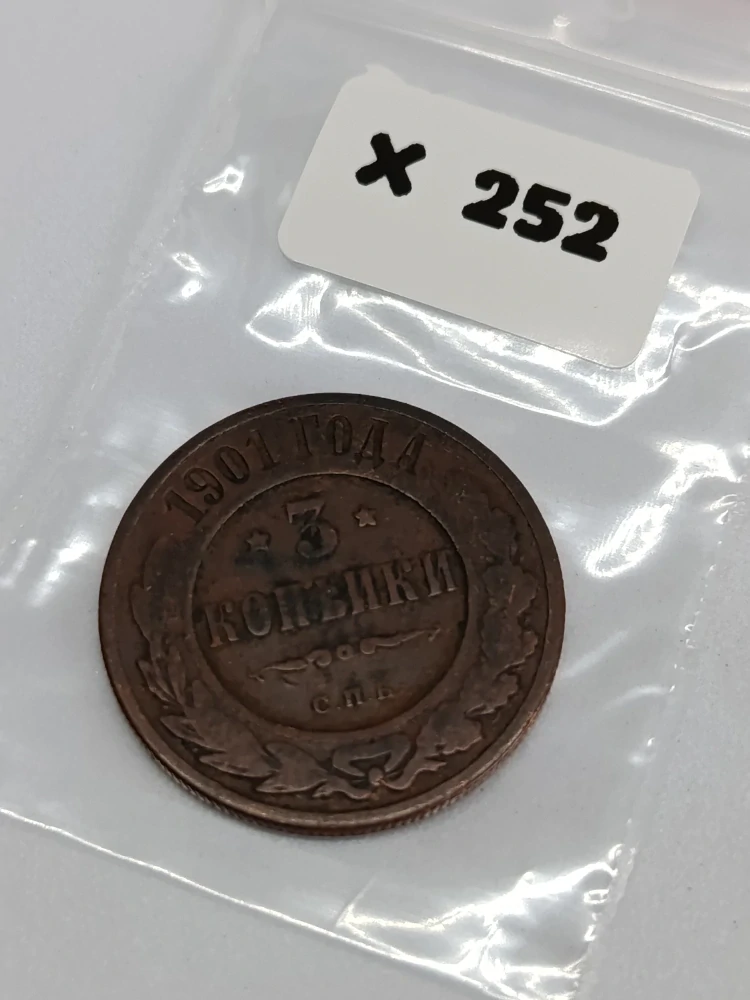 x 252
1901 ГОДА
* 3 *
КОПѢЙКИ
С.П.Б.